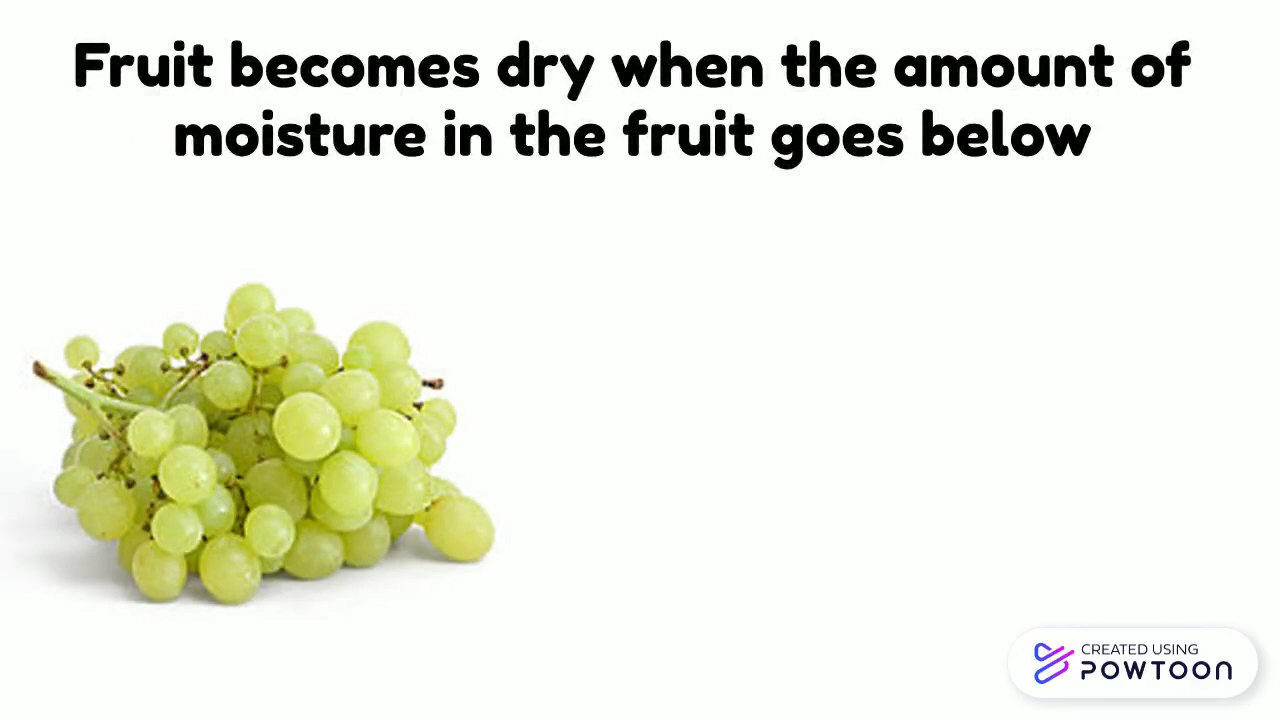 Fruit becomes dry when the amount of
moisture in the fruit goes below
CREATED USING
POWTOON